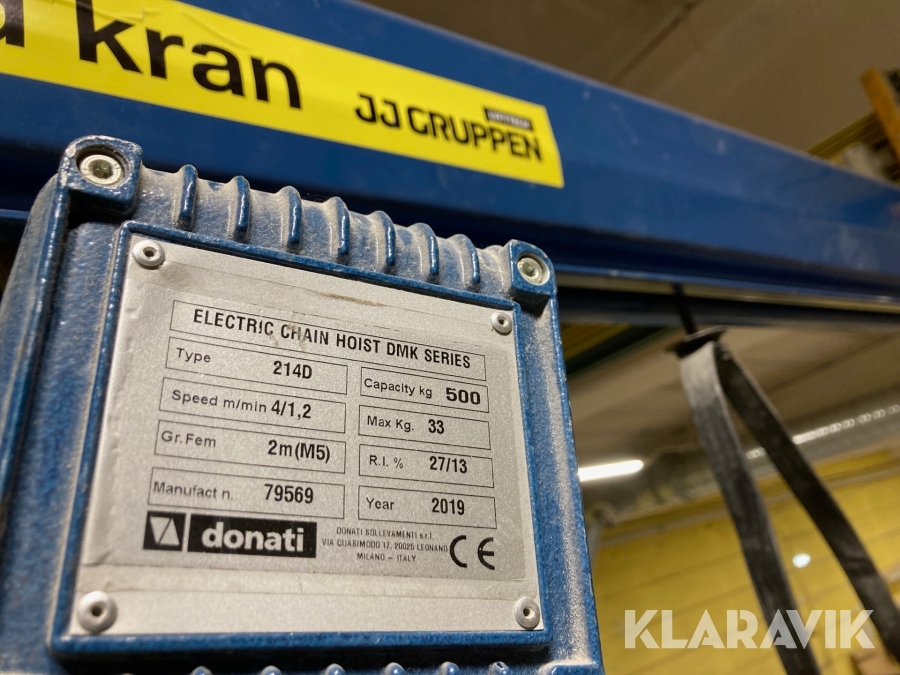 kran
JJ GRUPPEN
ELECTRIC CHAIN HOIST DMK SERIES
Type 214D
Capacity kg 500
Speed m/min 4/1,2
Max Kg. 33
Gr.Fem 2m(M5)
R.I. % 27/13
Manufact n. 79569
Year 2019
donati
DONATI SOLLEVAMENTI s.r.l.
VIA QUASIMODO 17, 20025 LEGNANO
MILANO - ITALY
CE
KLARAVIK